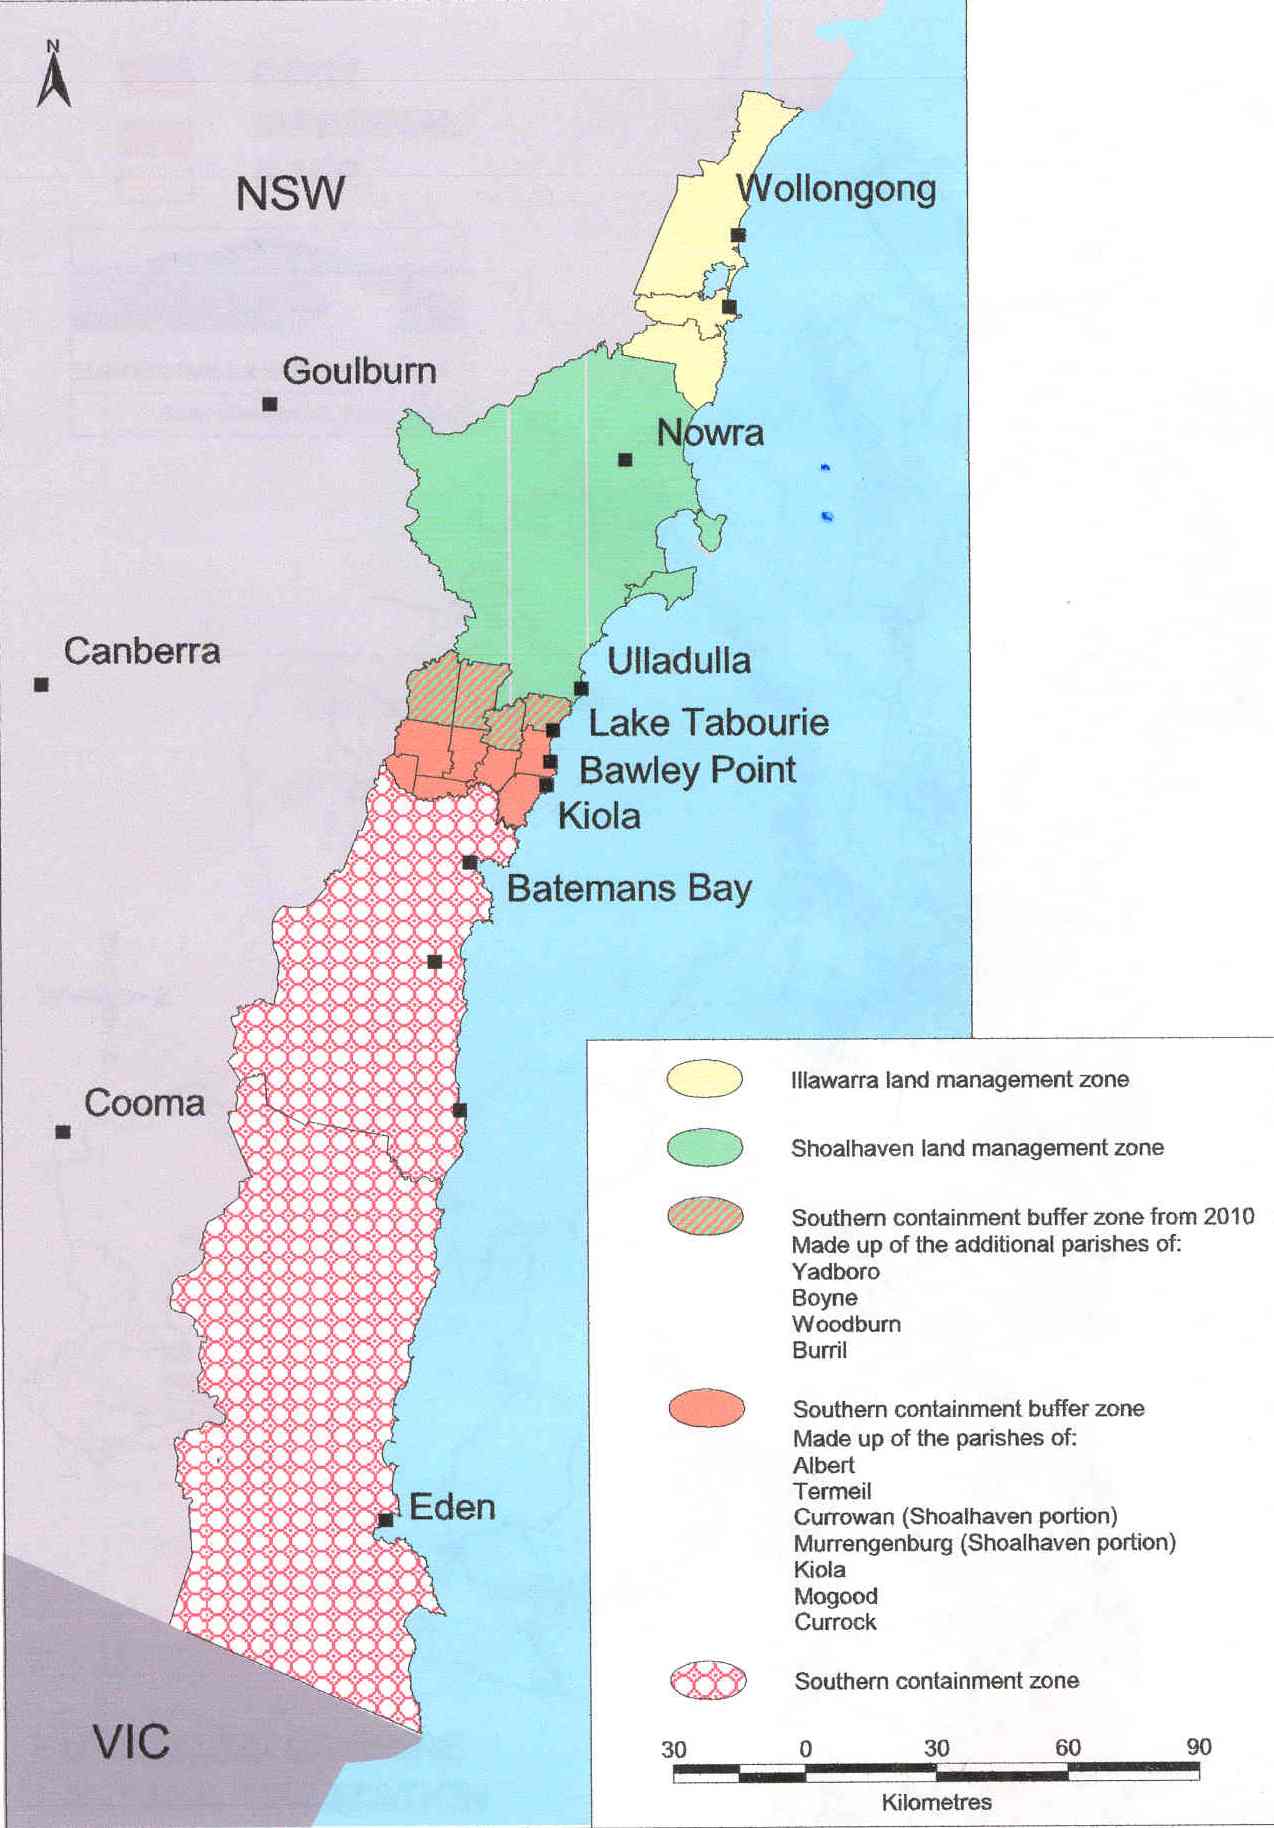 N
NSW
Wollongong
Goulburn
Nowra
Canberra
Ulladulla
Lake Tabourie
Bawley Point
Kiola
Batemans Bay
Cooma
Eden
VIC
Illawarra land management zone
Shoalhaven land management zone
Southern containment buffer zone from 2010
Made up of the additional parishes of:
Yadboro
Boyne
Woodburn
Burril
Southern containment buffer zone
Made up of the parishes of:
Albert
Termeil
Currowan (Shoalhaven portion)
Murrengenburg (Shoalhaven portion)
Kiola
Mogood
Currock
Southern containment zone
30 0 30 60 90
Kilometres